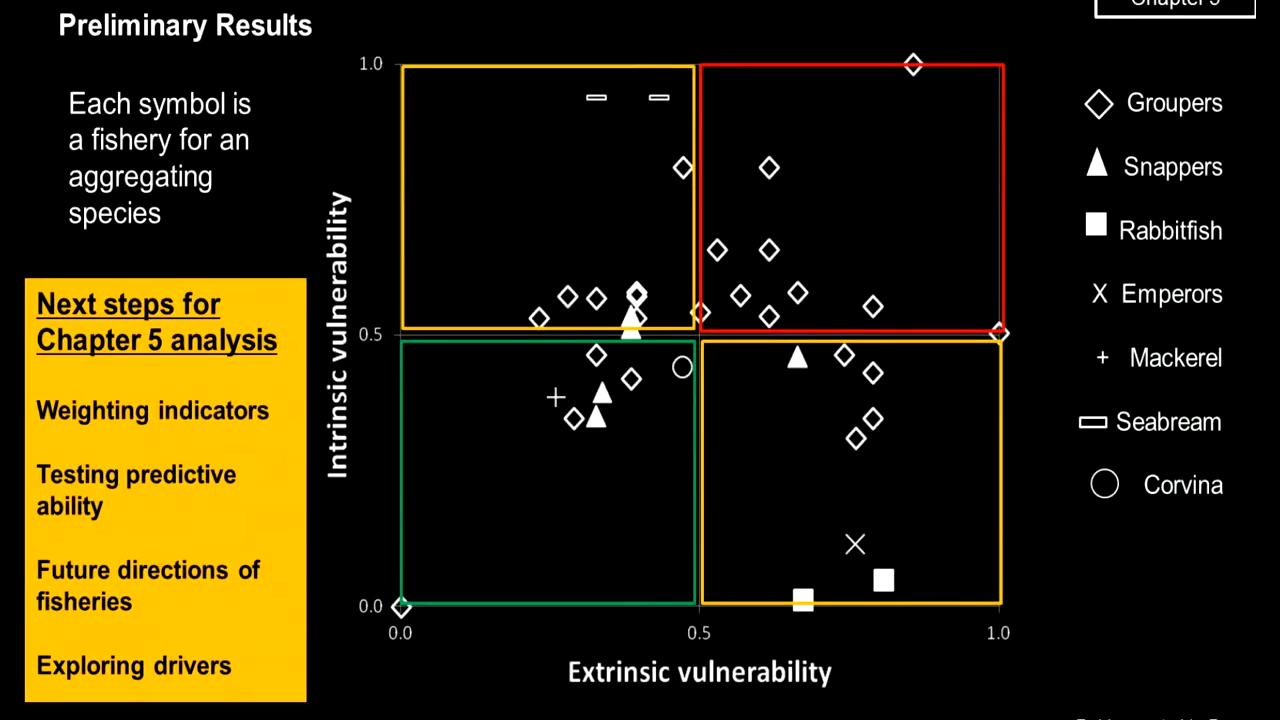 Preliminary Results
Each symbol is
a fishery for an
aggregating
species
Next steps for
Chapter 5 analysis
Weighting indicators
Testing predictive
ability
Future directions of
fisheries
Exploring drivers
Intrinsic vulnerability
1.0
0.5
0.0
0.0
0.5
1.0
Extrinsic vulnerability
Groupers
Snappers
Rabbitfish
Emperors
Mackerel
Seabream
Corvina